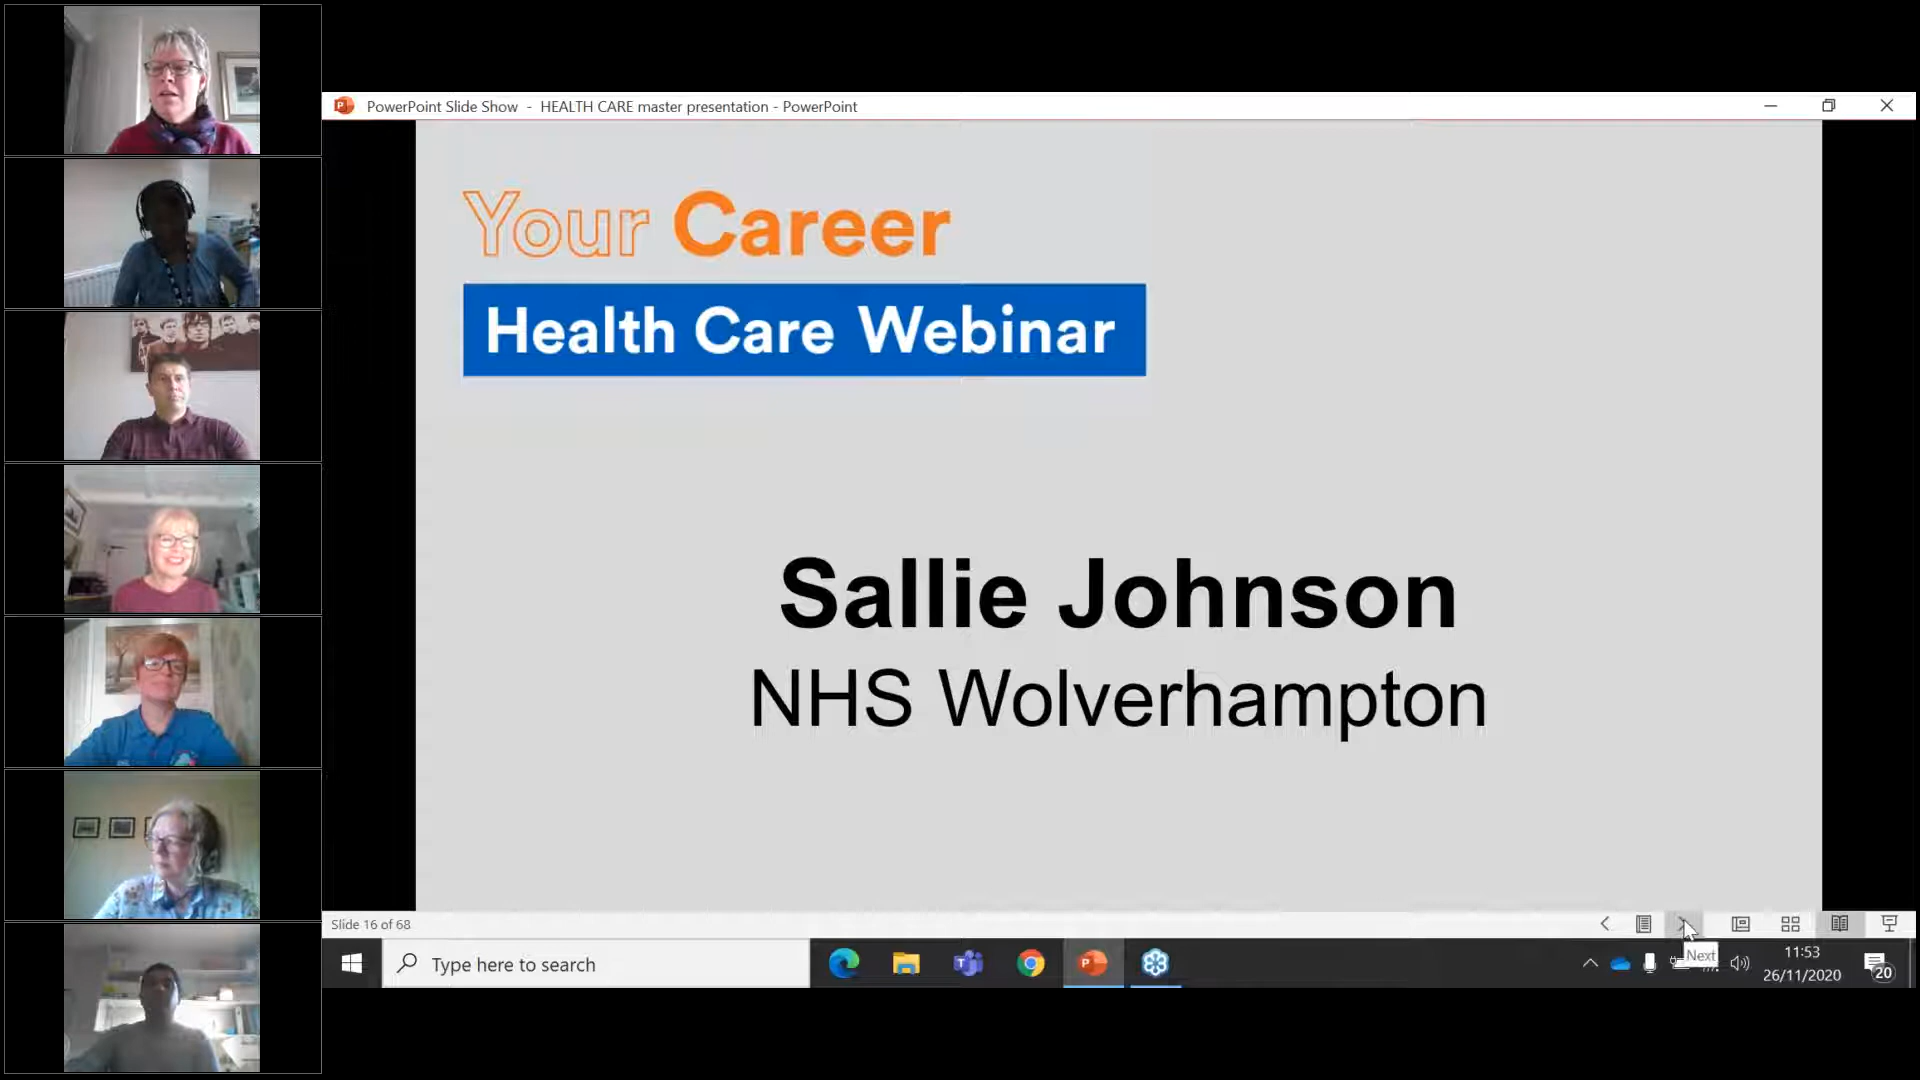 PowerPoint Slide Show - HEALTH CARE master presentation - PowerPoint
Your Career
Health Care Webinar
Sallie Johnson
NHS Wolverhampton
Slide 16 of 68
Next
Type here to search
11:53
26/11/2020
20